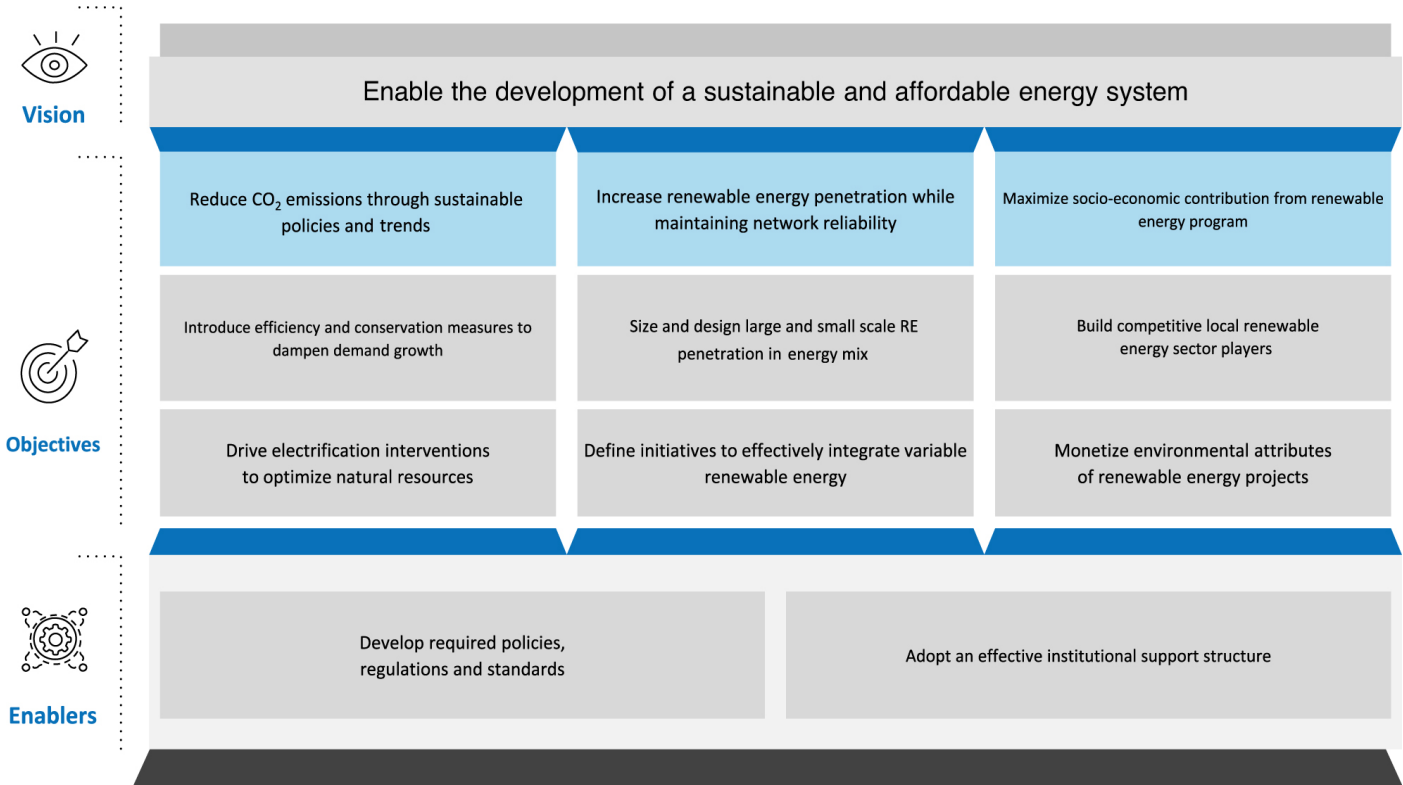 Vision
Enable the development of a sustainable and affordable energy system
Objectives
Reduce CO₂ emissions through sustainable
policies and trends
Increase renewable energy penetration while
maintaining network reliability
Maximize socio-economic contribution from renewable
energy program
Introduce efficiency and conservation measures to
dampen demand growth
Size and design large and small scale RE
penetration in energy mix
Build competitive local renewable
energy sector players
Drive electrification interventions
to optimize natural resources
Define initiatives to effectively integrate variable
renewable energy
Monetize environmental attributes
of renewable energy projects
Enablers
Develop required policies,
regulations and standards
Adopt an effective institutional support structure